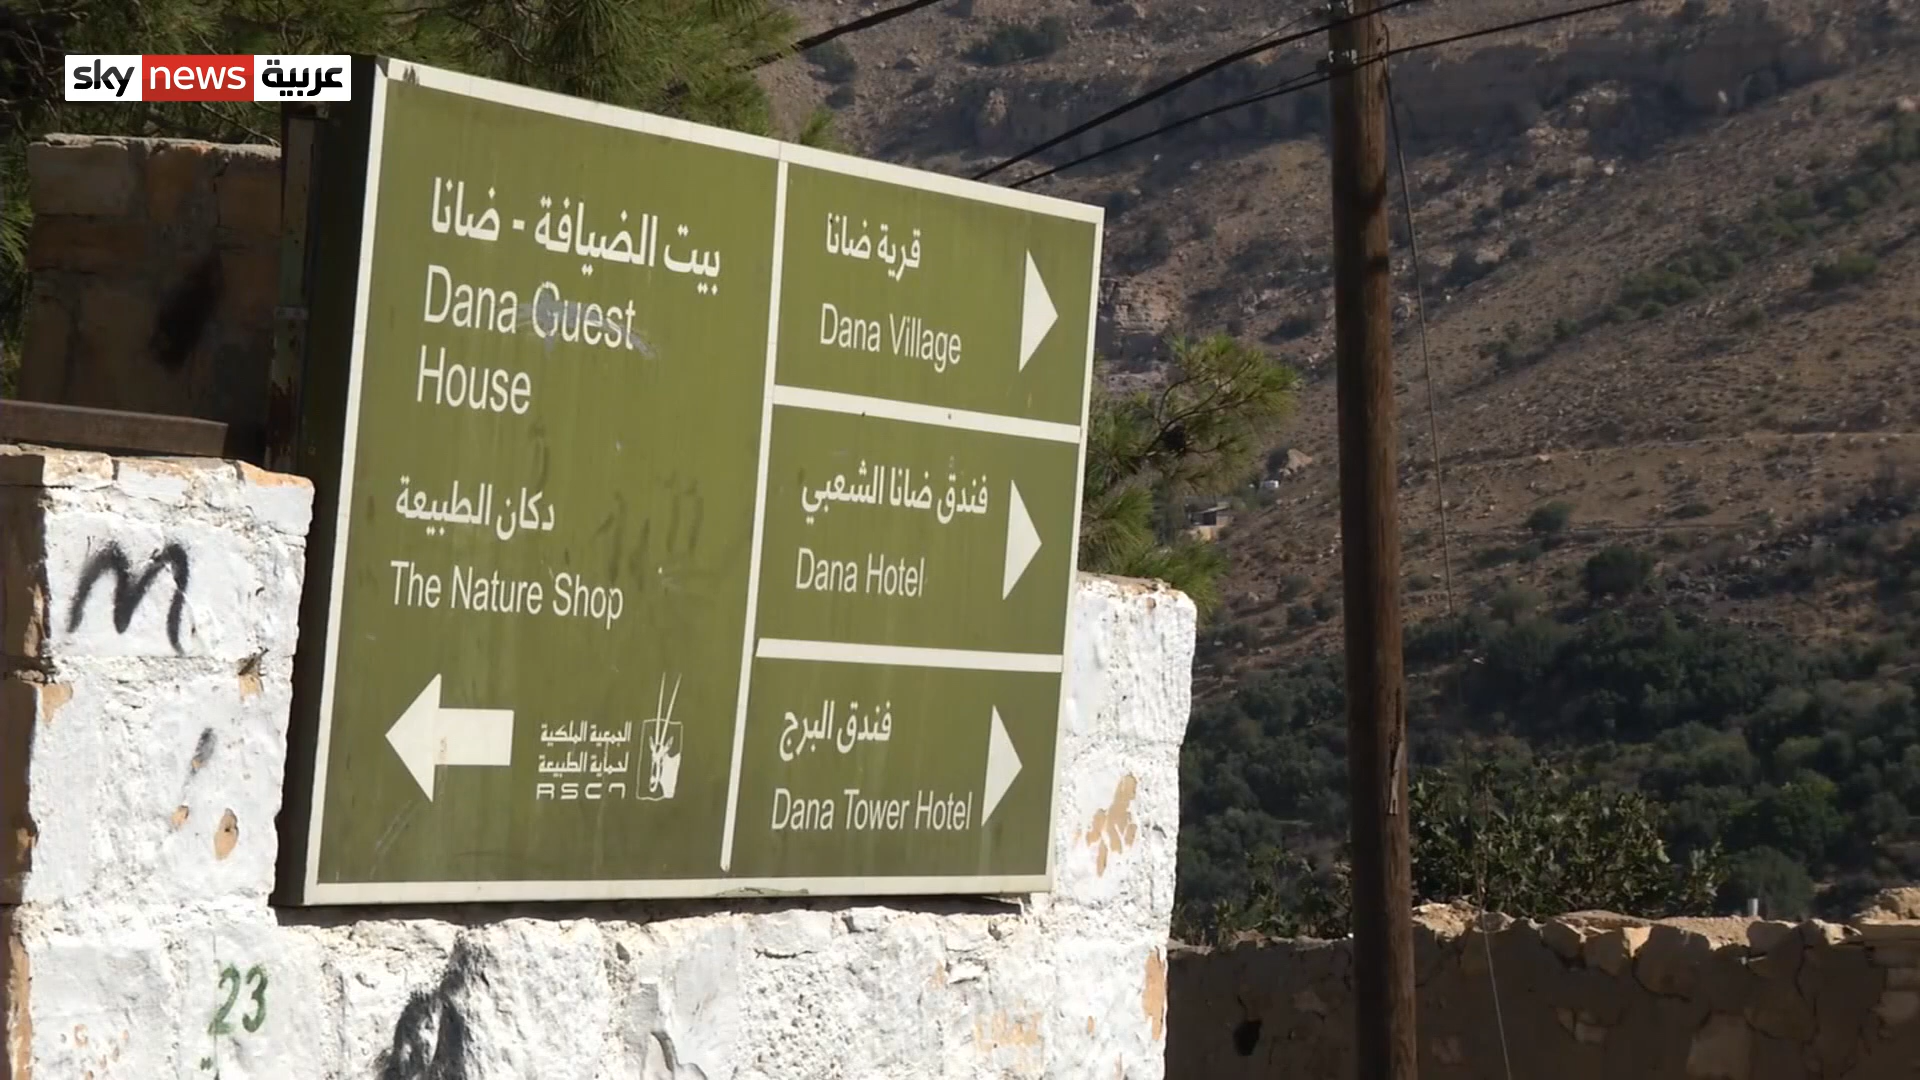 sky news عربية
بيت الضيافة - ضانا
Dana Guest
House
دكان الطبيعة
The Nature Shop
الجمعية الملكية
لحماية الطبيعة
RSCN
قرية ضانا
Dana Village
فندق ضانا الشعبي
Dana Hotel
فندق البرج
Dana Tower Hotel
M
23